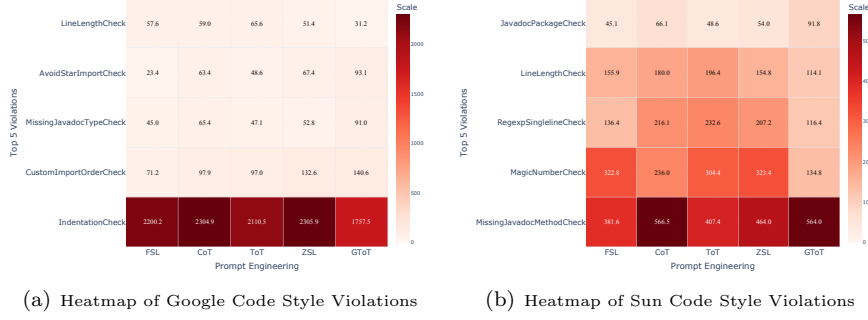 Scale
LineLengthCheck 57.6 59.0 65.6 51.4 31.2
2000
AvoidStarImportCheck 23.4 63.4 48.6 67.4 93.1
1500
MissingJavadocTypeCheck 45.0 65.4 47.1 52.8 91.0
1000
CustomImportOrderCheck 71.2 97.9 97.0 132.6 140.6
500
IndentationCheck 2200.2 2304.9 2110.5 2305.9 1757.5
0
Top 5 Violations
FSL CoT ToT ZSL GToT
Prompt Engineering
(a) Heatmap of Google Code Style Violations
Scale
JavadocPackageCheck 45.1 66.1 48.6 54.0 91.8
LineLengthCheck 155.9 180.0 196.4 154.8 114.1
RegexpSinglelineCheck 136.4 216.1 232.6 207.2 116.4
MagicNumberCheck 322.8 236.0 304.4 323.4 134.8
MissingJavadocMethodCheck 381.6 566.5 407.4 464.0 564.0
Top 5 Violations
FSL CoT ToT ZSL GToT
Prompt Engineering
(b) Heatmap of Sun Code Style Violations